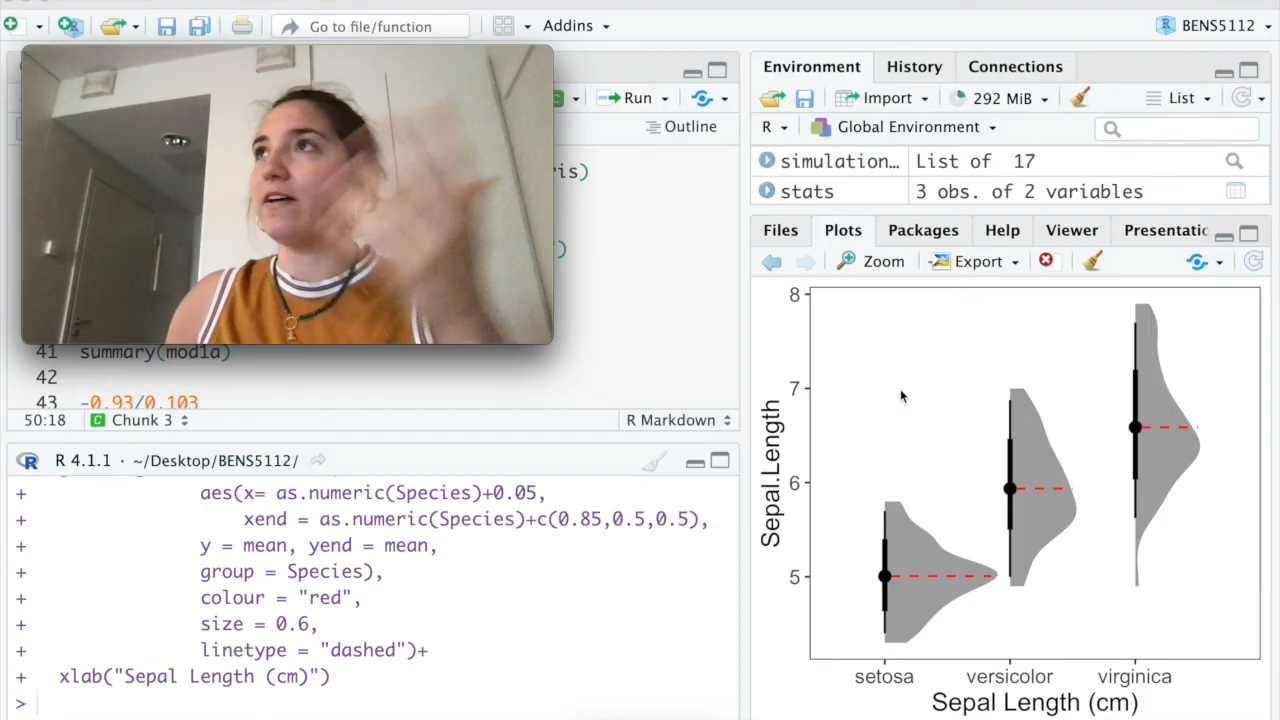 Go to file/function
Addins
BENS5112
Run
Outline
ris)
)
41 summary(mod1a)
42
43 -0.93/0.103
50:18 Chunk 3 R Markdown
R 4.1.1 · ~/Desktop/BENS5112/
+ aes(x= as.numeric(Species)+0.05,
+ xend = as.numeric(Species)+c(0.85,0.5,0.5),
+ y = mean, yend = mean,
+ group = Species),
+ colour = "red",
+ size = 0.6,
+ linetype = "dashed")+
+ xlab("Sepal Length (cm)")
>
Environment History Connections
Import 292 MiB List
R Global Environment
simulation… List of 17
stats 3 obs. of 2 variables
Files Plots Packages Help Viewer Presentatio
Zoom Export
8
7
6
5
Sepal.Length
setosa versicolor virginica
Sepal Length (cm)